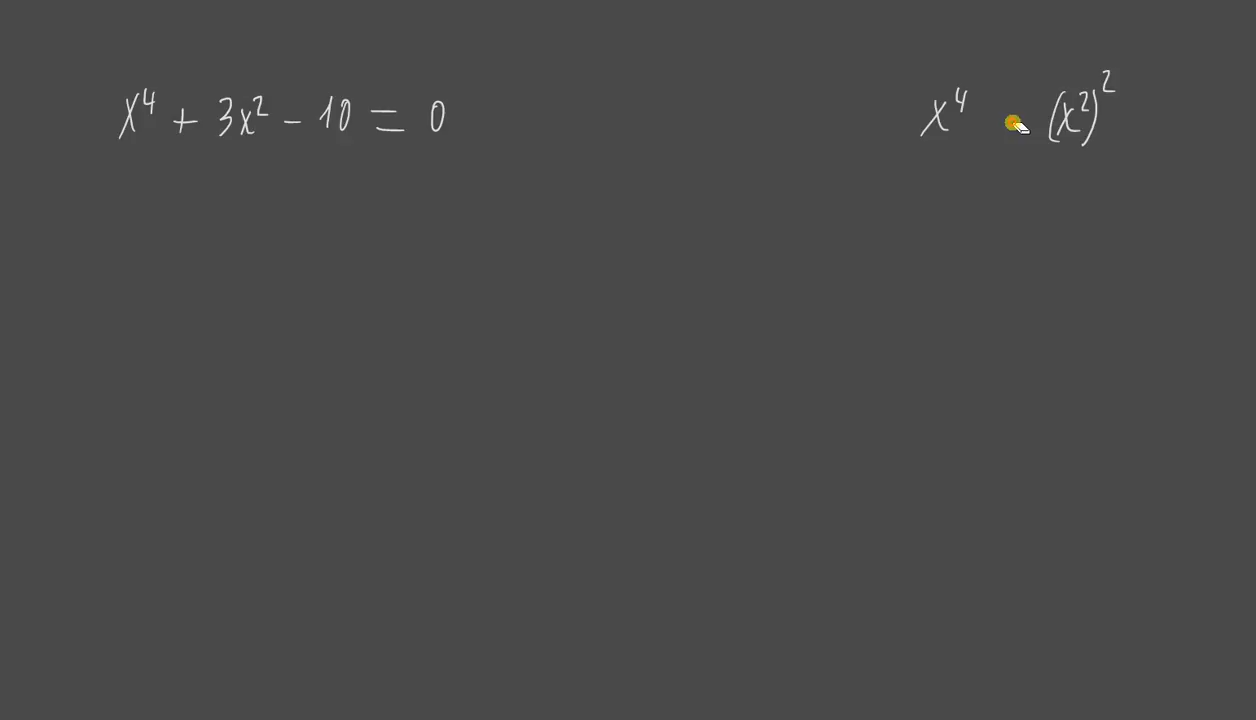 x⁴ + 3x² − 10 = 0
x⁴ (x²)²